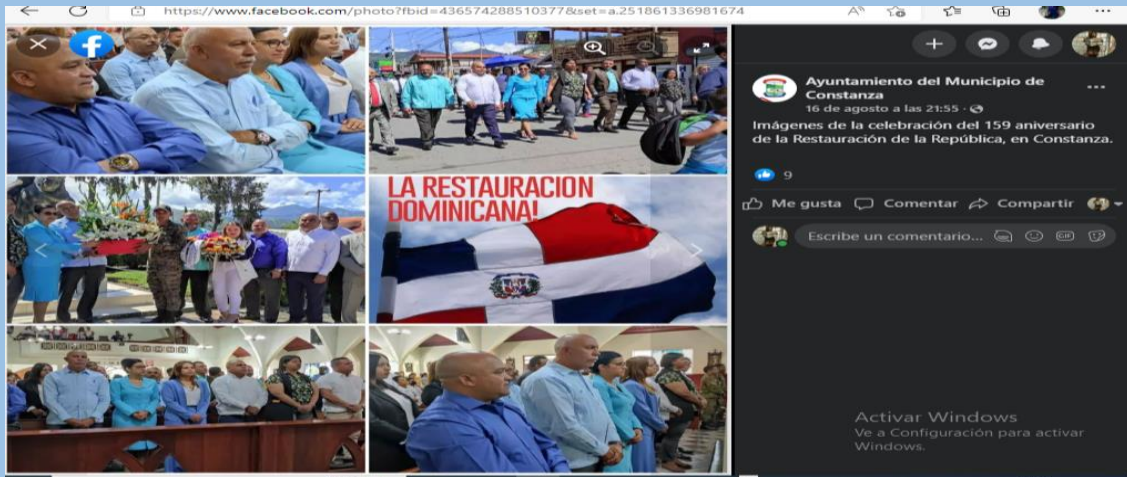 https://www.facebook.com/photo?fbid=436574288510377&set=a.251861336981674
Ayuntamiento del Municipio de
Constanza
16 de agosto a las 21:55 ·
Imágenes de la celebración del 159 aniversario
de la Restauración de la República, en Constanza.
9
Me gusta Comentar Compartir
Escribe un comentario...
GIF
LA RESTAURACION
DOMINICANA!
Activar Windows
Ve a Configuración para activar
Windows.